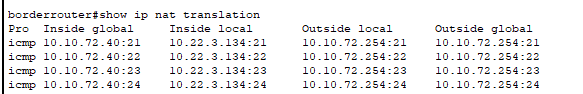 borderrouter#show ip nat translation
Pro Inside global Inside local Outside local Outside global
icmp 10.10.72.40:21 10.22.3.134:21 10.10.72.254:21 10.10.72.254:21
icmp 10.10.72.40:22 10.22.3.134:22 10.10.72.254:22 10.10.72.254:22
icmp 10.10.72.40:23 10.22.3.134:23 10.10.72.254:23 10.10.72.254:23
icmp 10.10.72.40:24 10.22.3.134:24 10.10.72.254:24 10.10.72.254:24